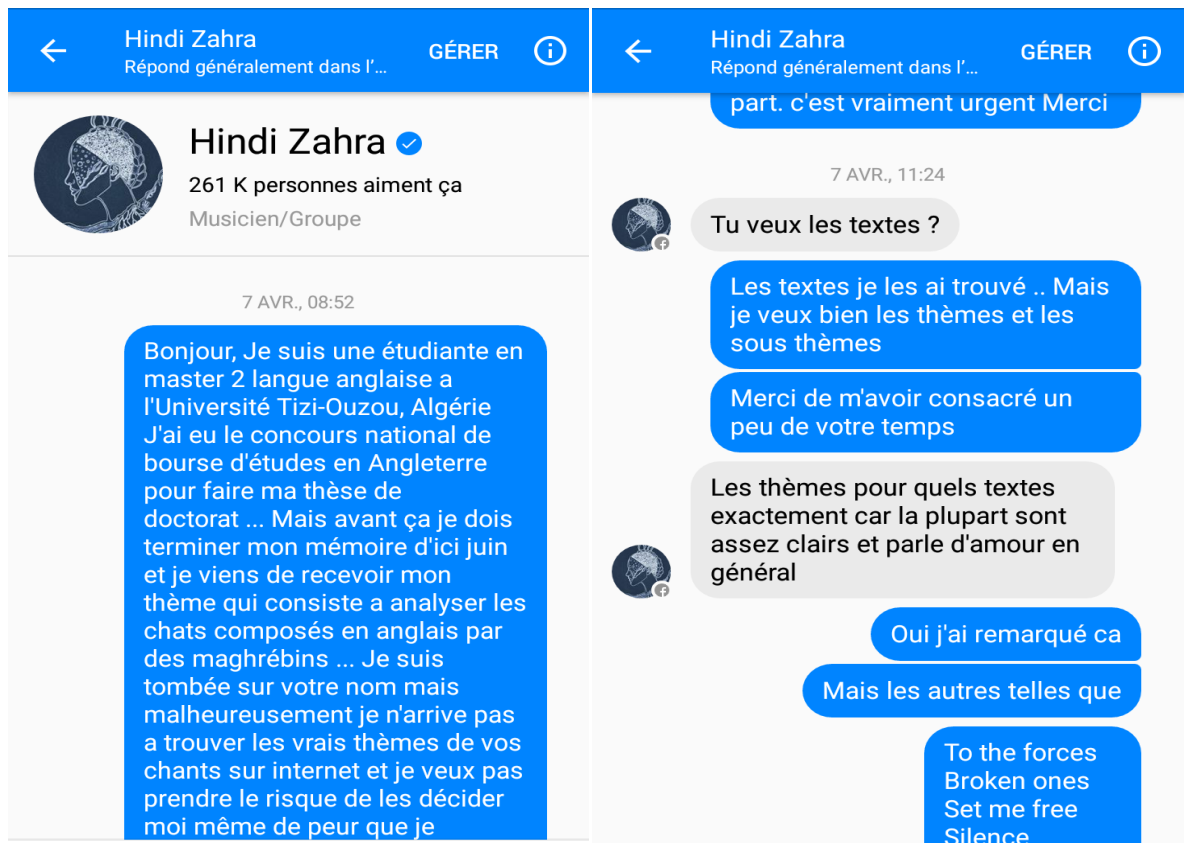 Hindi Zahra
Répond généralement dans l’…
GÉRER
Hindi Zahra
261 K personnes aiment ça
Musicien/Groupe
7 AVR., 08:52
Bonjour, Je suis une étudiante en
master 2 langue anglaise a
l'Université Tizi-Ouzou, Algérie
J'ai eu le concours national de
bourse d'études en Angleterre
pour faire ma thèse de
doctorat ... Mais avant ça je dois
terminer mon mémoire d'ici juin
et je viens de recevoir mon
thème qui consiste a analyser les
chats composés en anglais par
des maghrébins ... Je suis
tombée sur votre nom mais
malheureusement je n'arrive pas
a trouver les vrais thèmes de vos
chants sur internet et je veux pas
prendre le risque de les décider
moi même de peur que je
Hindi Zahra
Répond généralement dans l’…
GÉRER
part. c'est vraiment urgent Merci
7 AVR., 11:24
Tu veux les textes ?
Les textes je les ai trouvé .. Mais
je veux bien les thèmes et les
sous thèmes
Merci de m'avoir consacré un
peu de votre temps
Les thèmes pour quels textes
exactement car la plupart sont
assez clairs et parle d'amour en
général
Oui j'ai remarqué ca
Mais les autres telles que
To the forces
Broken ones
Set me free
Silence